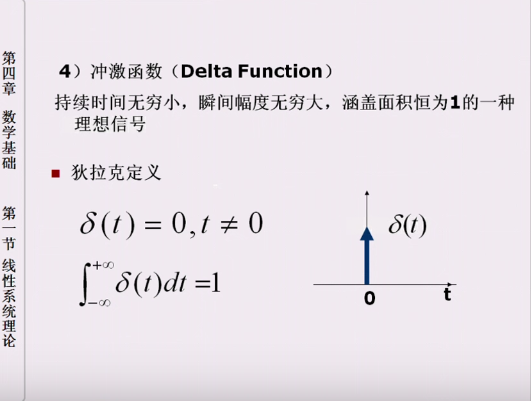 第四章 数学基础
第一节 线性系统理论
4）冲激函数（Delta Function）
持续时间无穷小，瞬间幅度无穷大，涵盖面积恒为1的一种
理想信号
■ 狄拉克定义
δ(t) = 0, t ≠ 0
∫_{-∞}^{+∞} δ(t)dt =1
δ(t)
0
t